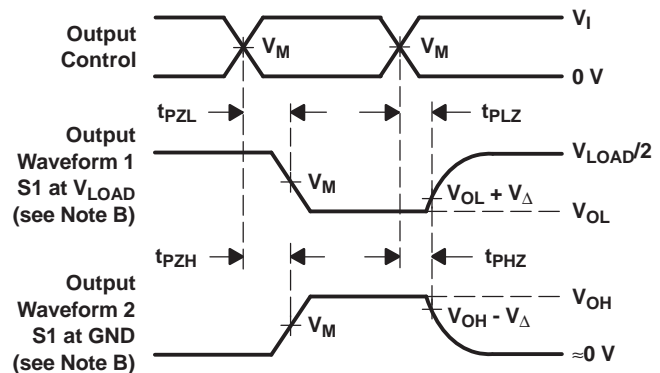 Output
Control
V_M
V_M
V_I
0 V
t_PZL
t_PLZ
Output
Waveform 1
S1 at V_LOAD
(see Note B)
V_M
V_LOAD/2
V_OL + V_Δ
V_OL
t_PZH
t_PHZ
Output
Waveform 2
S1 at GND
(see Note B)
V_M
V_OH
V_OH - V_Δ
≈0 V